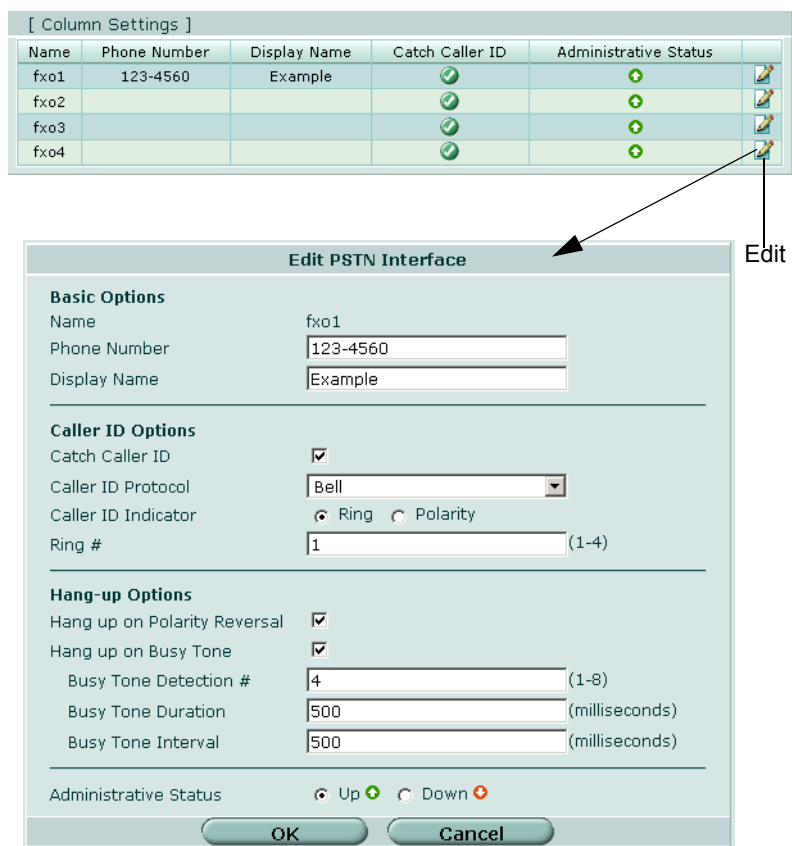 [ Column Settings ]
Name Phone Number Display Name Catch Caller ID Administrative Status
fxo1 123-4560 Example
fxo2
fxo3
fxo4
Edit
Edit PSTN Interface
Basic Options
Name fxo1
Phone Number 123-4560
Display Name Example
Caller ID Options
Catch Caller ID
Caller ID Protocol Bell
Caller ID Indicator Ring Polarity
Ring # 1 (1-4)
Hang-up Options
Hang up on Polarity Reversal
Hang up on Busy Tone
Busy Tone Detection # 4 (1-8)
Busy Tone Duration 500 (milliseconds)
Busy Tone Interval 500 (milliseconds)
Administrative Status Up Down
OK Cancel